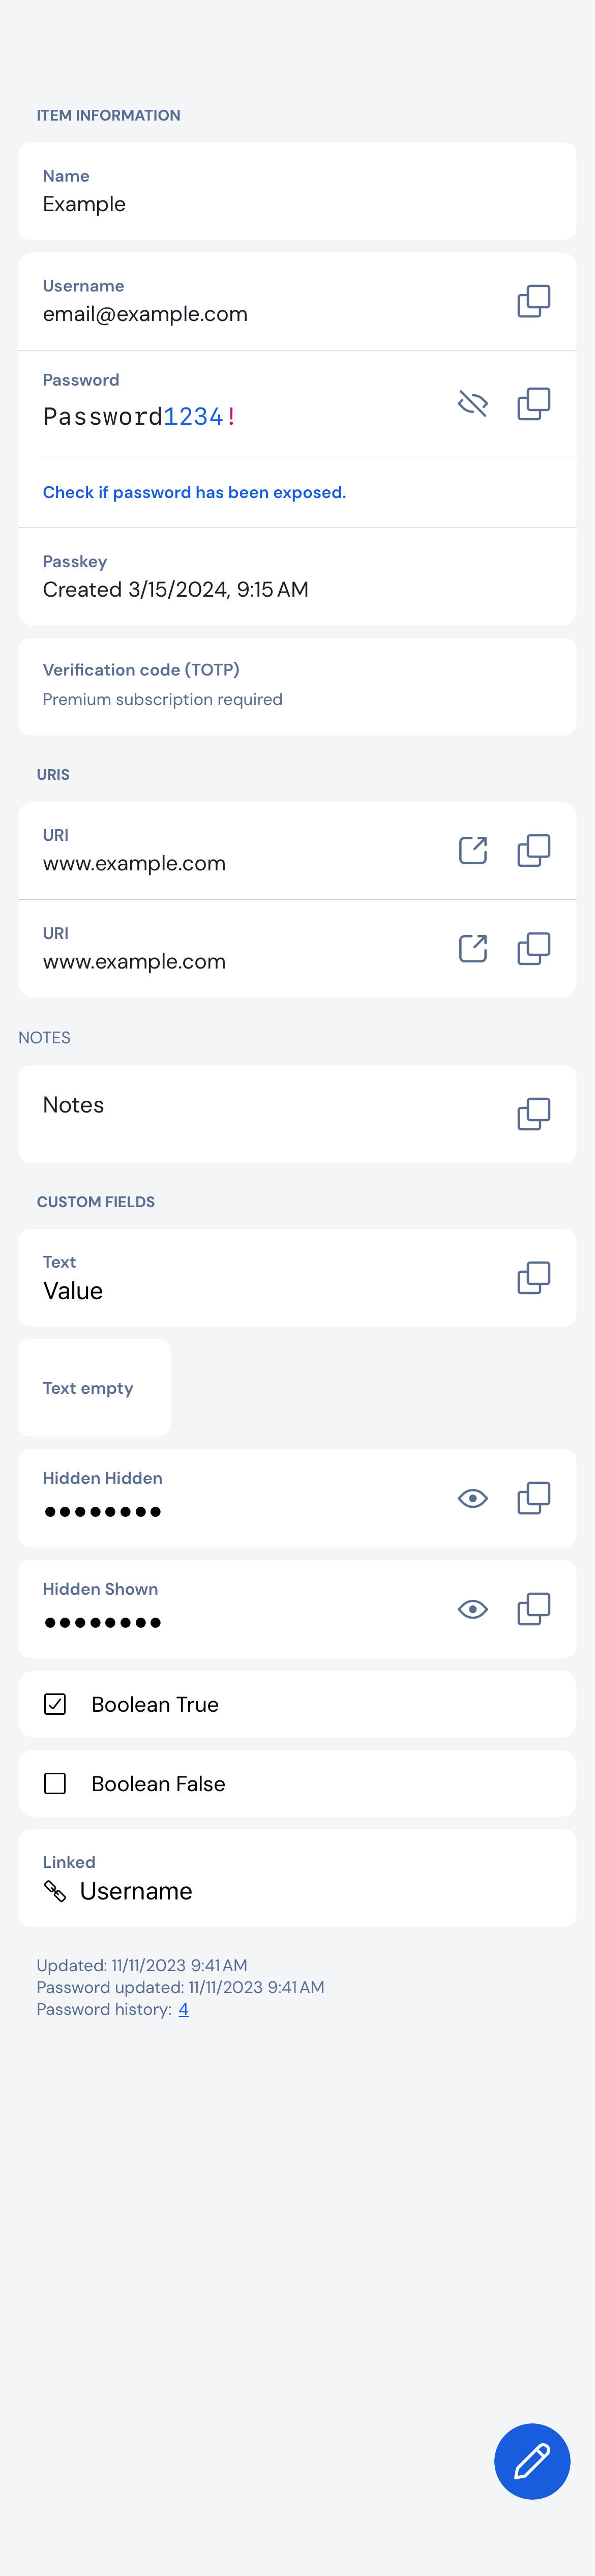 ITEM INFORMATION
Name
Example
Username
email@example.com
Password
Password1234!
Check if password has been exposed.
Passkey
Created 3/15/2024, 9:15 AM
Verification code (TOTP)
Premium subscription required
URIS
URI
www.example.com
URI
www.example.com
NOTES
Notes
CUSTOM FIELDS
Text
Value
Text empty
Hidden Hidden
••••••••
Hidden Shown
••••••••
Boolean True
Boolean False
Linked
Username
Updated: 11/11/2023 9:41 AM
Password updated: 11/11/2023 9:41 AM
Password history: 4